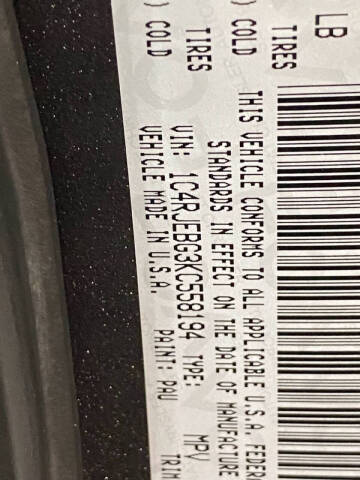 LB
TIRES
) COLD
TIRES
) COLD
THIS VEHICLE CONFORMS TO ALL APPLICABLE U.S.A. FEDER
STANDARDS IN EFFECT ON THE DATE OF MANUFACTURE
VIN: 1C4RJEBG3KC558194 TYPE: MPV
VEHICLE MADE IN U.S.A. PAINT: PAU TRIM